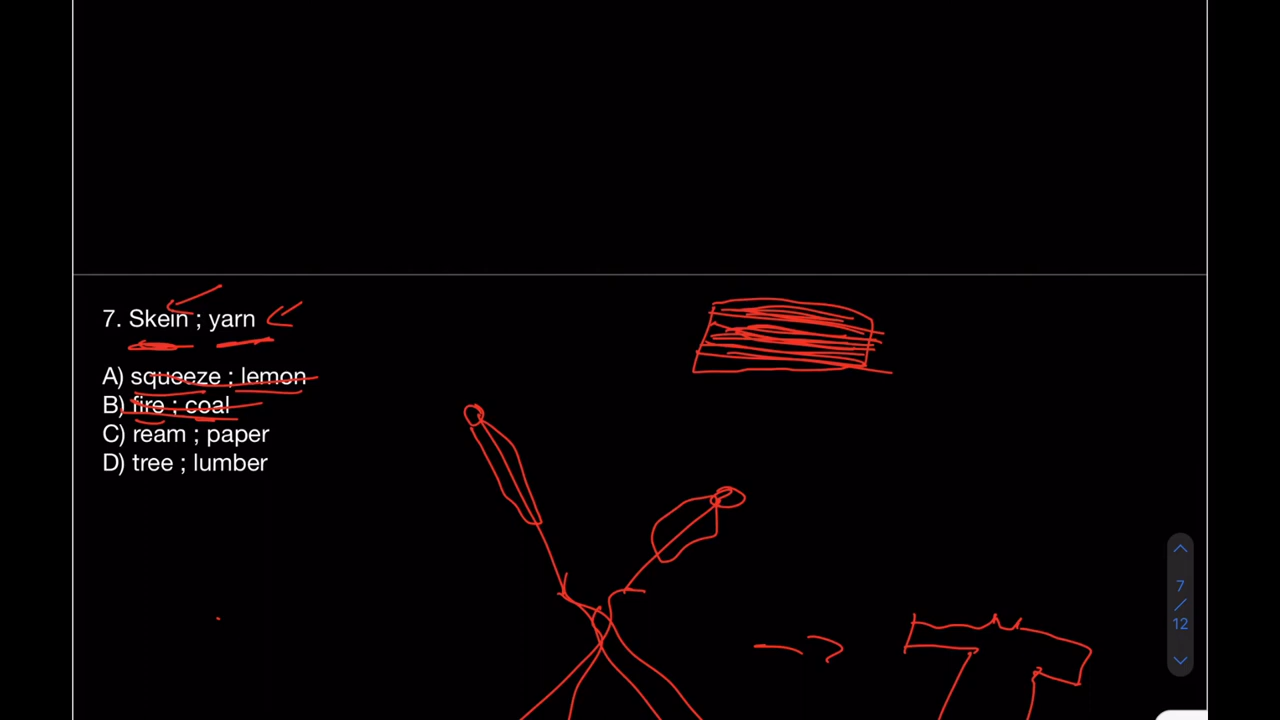 7. Skein ; yarn
A) squeeze ; lemon
B) fire ; coal
C) ream ; paper
D) tree ; lumber
7
/
12